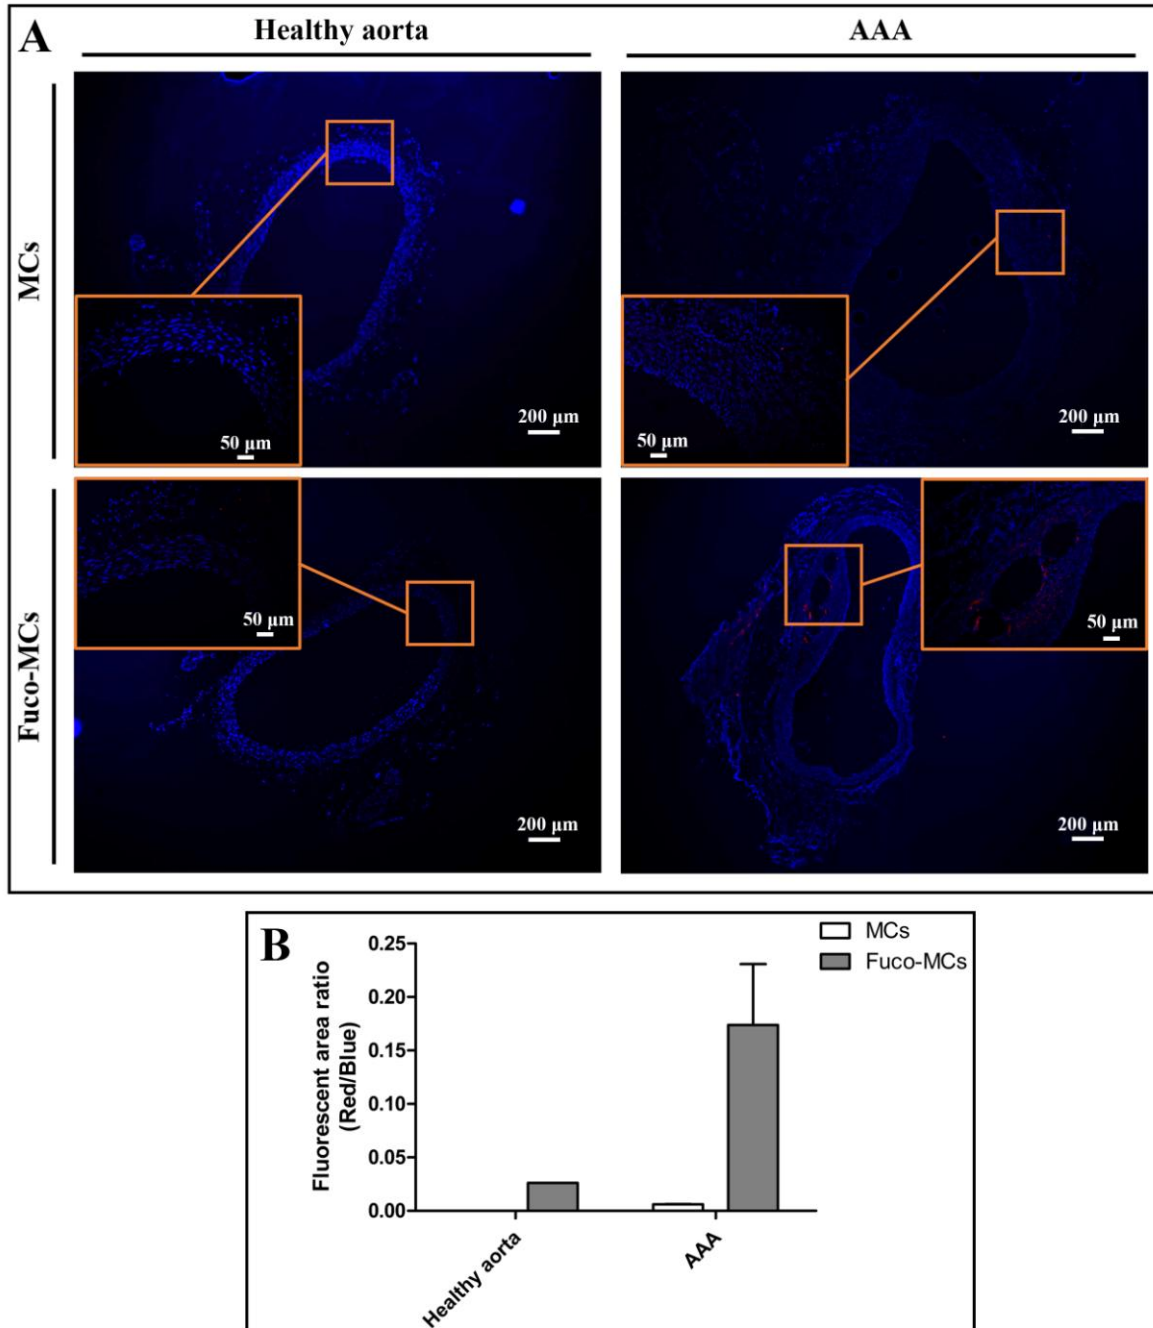 A
Healthy aorta
AAA
MCs
200 μm
50 μm
200 μm
50 μm
Fuco-MCs
50 μm
200 μm
50 μm
200 μm
B
MCs
Fuco-MCs
Fluorescent area ratio
(Red/Blue)
0.25
0.20
0.15
0.10
0.05
0.00
Healthy aorta
AAA